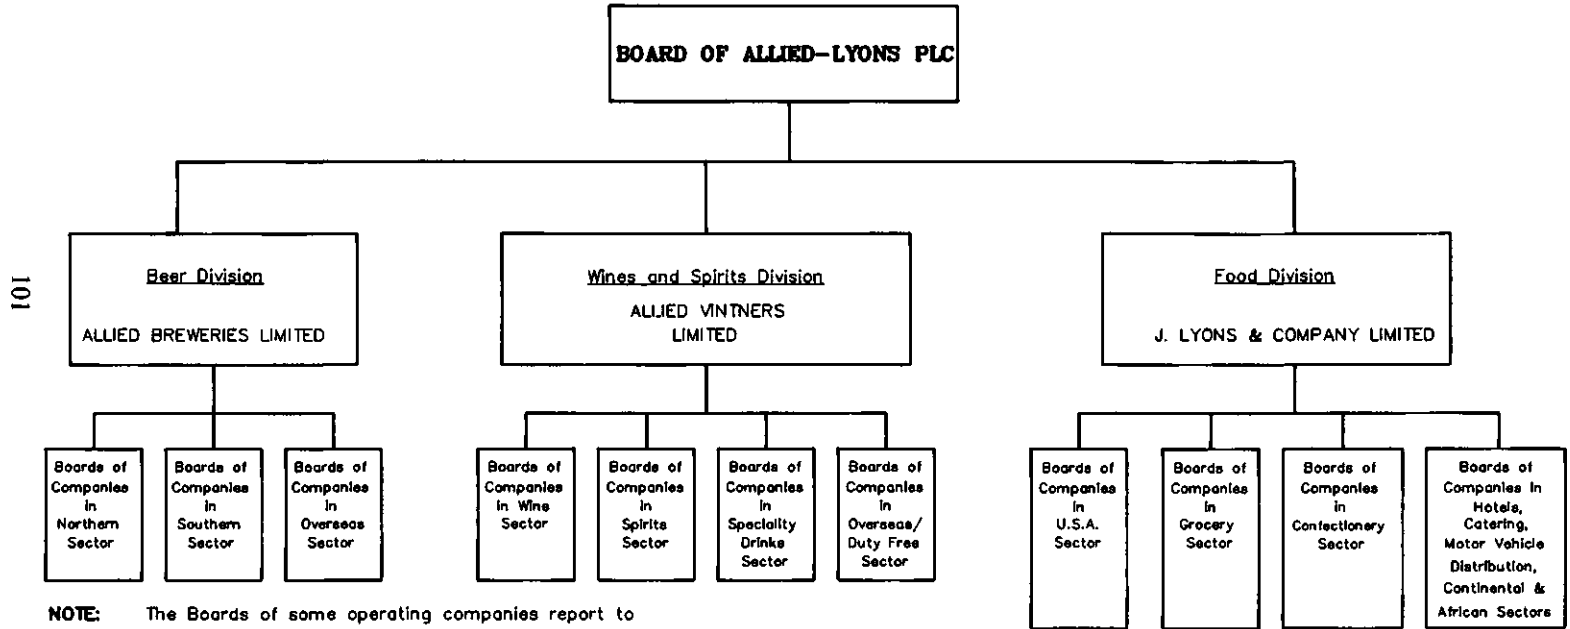 BOARD OF ALLIED-LYONS PLC
101
Beer Division
ALLIED BREWERIES LIMITED
Wines and Spirits Division
ALLIED VINTNERS
LIMITED
Food Division
J. LYONS & COMPANY LIMITED
Boards of
Companies
in
Northern
Sector
Boards of
Companies
in
Southern
Sector
Boards of
Companies
in
Overseas
Sector
Boards of
Companies
in Wine
Sector
Boards of
Companies
in
Spirits
Sector
Boards of
Companies
in
Speciality
Drinks
Sector
Boards of
Companies
in
Overseas/
Duty Free
Sector
Boards of
Companies
in
U.S.A.
Sector
Boards of
Companies
in
Grocery
Sector
Boards of
Companies
in
Confectionery
Sector
Boards of
Companies in
Hotels,
Catering,
Motor Vehicle
Distribution,
Continental &
African Sectors
NOTE: The Boards of some operating companies report to